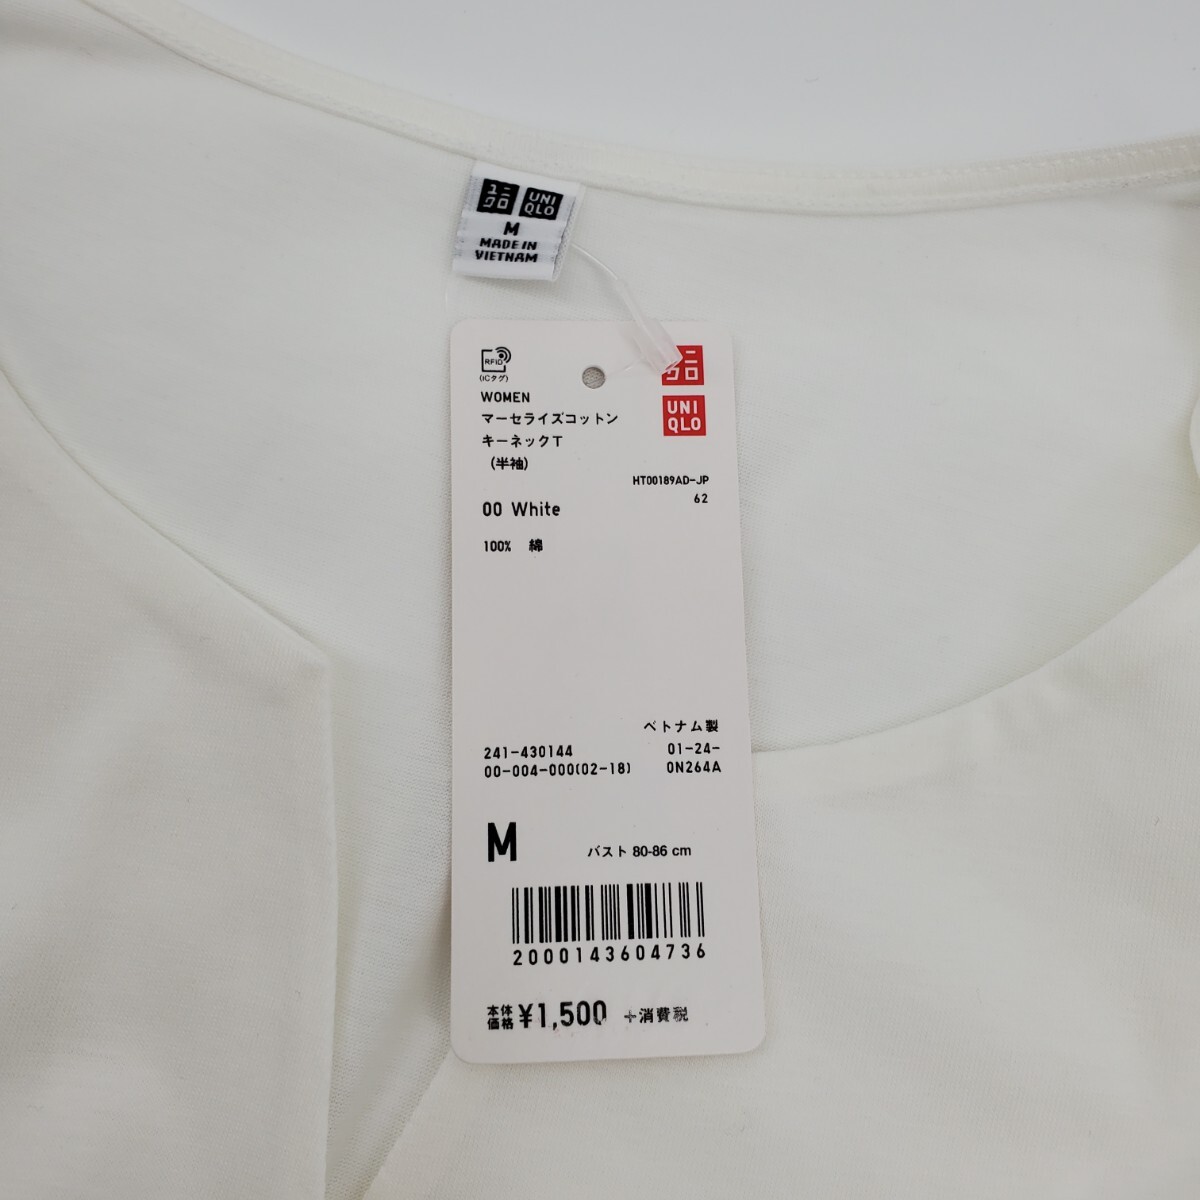 ユニクロ UNIQLO
M
MADE IN
VIETNAM
RFID
(ICタグ)
ユニクロ
WOMEN
マーセライズコットン
キーネックT
(半袖)
UNI
QLO
HT00189AD-JP
62
00 White
100% 綿
ベトナム製
241-430144 01-24-
00-004-000(02-18) 0N264A
M バスト 80-86 cm
2000143604736
本体価格 ¥1,500 +消費税